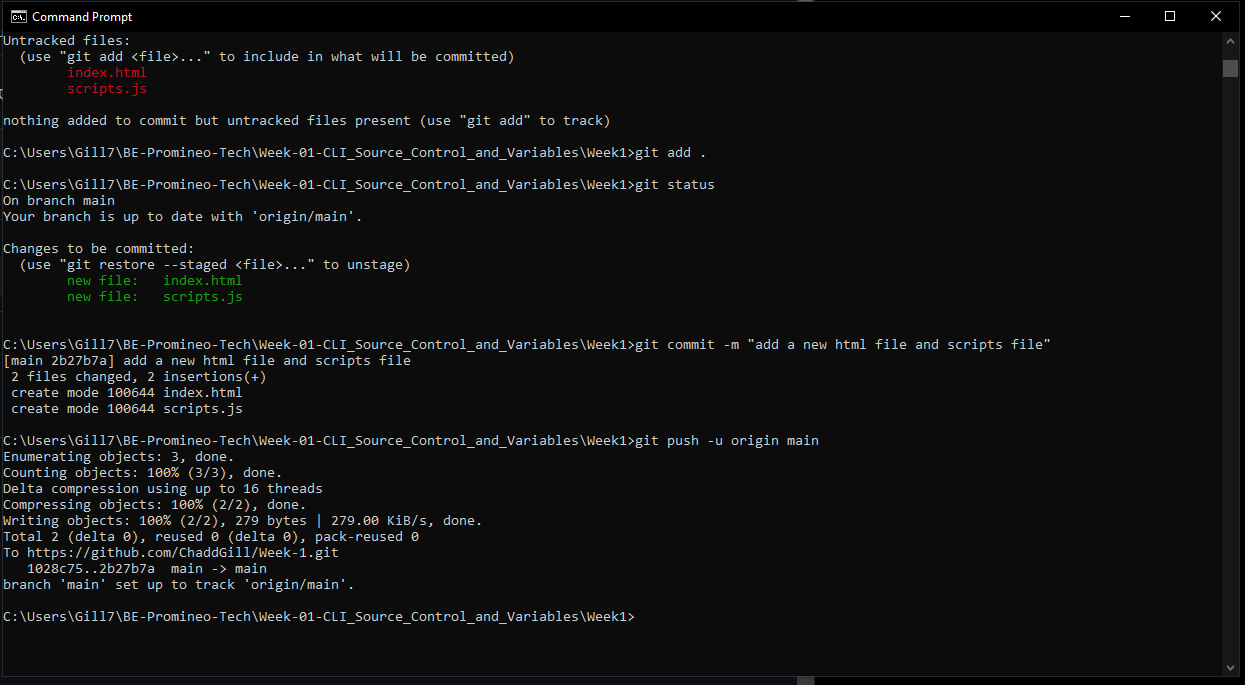 Command Prompt
Untracked files:
  (use "git add <file>..." to include in what will be committed)
        index.html
        scripts.js

nothing added to commit but untracked files present (use "git add" to track)

C:\Users\Gill7\BE-Promineo-Tech\Week-01-CLI_Source_Control_and_Variables\Week1>git add .

C:\Users\Gill7\BE-Promineo-Tech\Week-01-CLI_Source_Control_and_Variables\Week1>git status
On branch main
Your branch is up to date with 'origin/main'.

Changes to be committed:
  (use "git restore --staged <file>..." to unstage)
        new file:   index.html
        new file:   scripts.js


C:\Users\Gill7\BE-Promineo-Tech\Week-01-CLI_Source_Control_and_Variables\Week1>git commit -m "add a new html file and scripts file"
[main 2b27b7a] add a new html file and scripts file
 2 files changed, 2 insertions(+)
 create mode 100644 index.html
 create mode 100644 scripts.js

C:\Users\Gill7\BE-Promineo-Tech\Week-01-CLI_Source_Control_and_Variables\Week1>git push -u origin main
Enumerating objects: 3, done.
Counting objects: 100% (3/3), done.
Delta compression using up to 16 threads
Compressing objects: 100% (2/2), done.
Writing objects: 100% (2/2), 279 bytes | 279.00 KiB/s, done.
Total 2 (delta 0), reused 0 (delta 0), pack-reused 0
To https://github.com/ChaddGill/Week-1.git
   1028c75..2b27b7a  main -> main
branch 'main' set up to track 'origin/main'.

C:\Users\Gill7\BE-Promineo-Tech\Week-01-CLI_Source_Control_and_Variables\Week1>